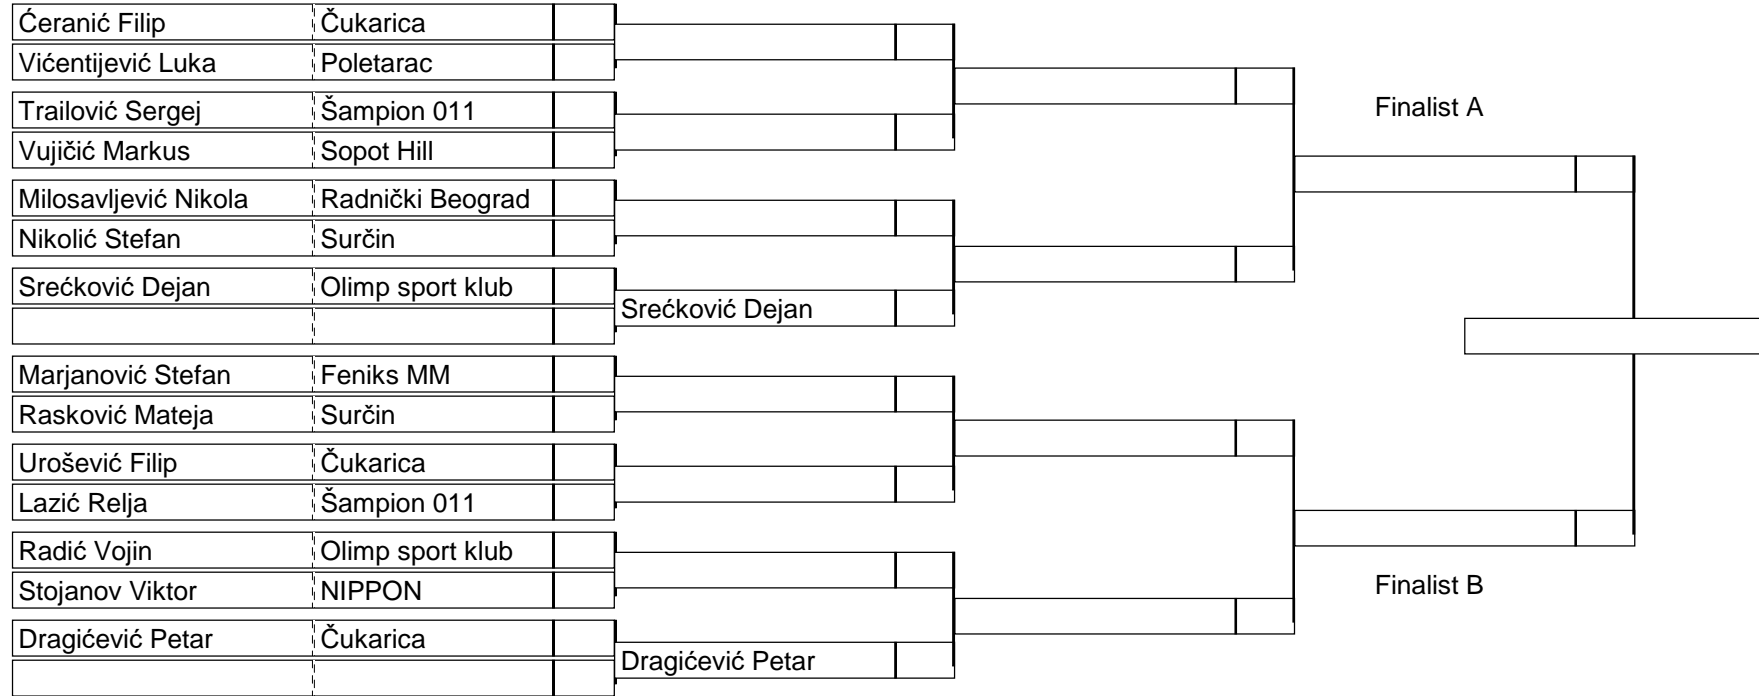 Ćeranić Filip Čukarica
Vićentijević Luka Poletarac
Trailović Sergej Šampion 011
Finalist A
Vujičić Markus Sopot Hill
Milosavljević Nikola Radnički Beograd
Nikolić Stefan Surčin
Srećković Dejan Olimp sport klub
Srećković Dejan
Marjanović Stefan Feniks MM
Rasković Mateja Surčin
Urošević Filip Čukarica
Lazić Relja Šampion 011
Radić Vojin Olimp sport klub
Stojanov Viktor NIPPON
Finalist B
Dragićević Petar Čukarica
Dragićević Petar